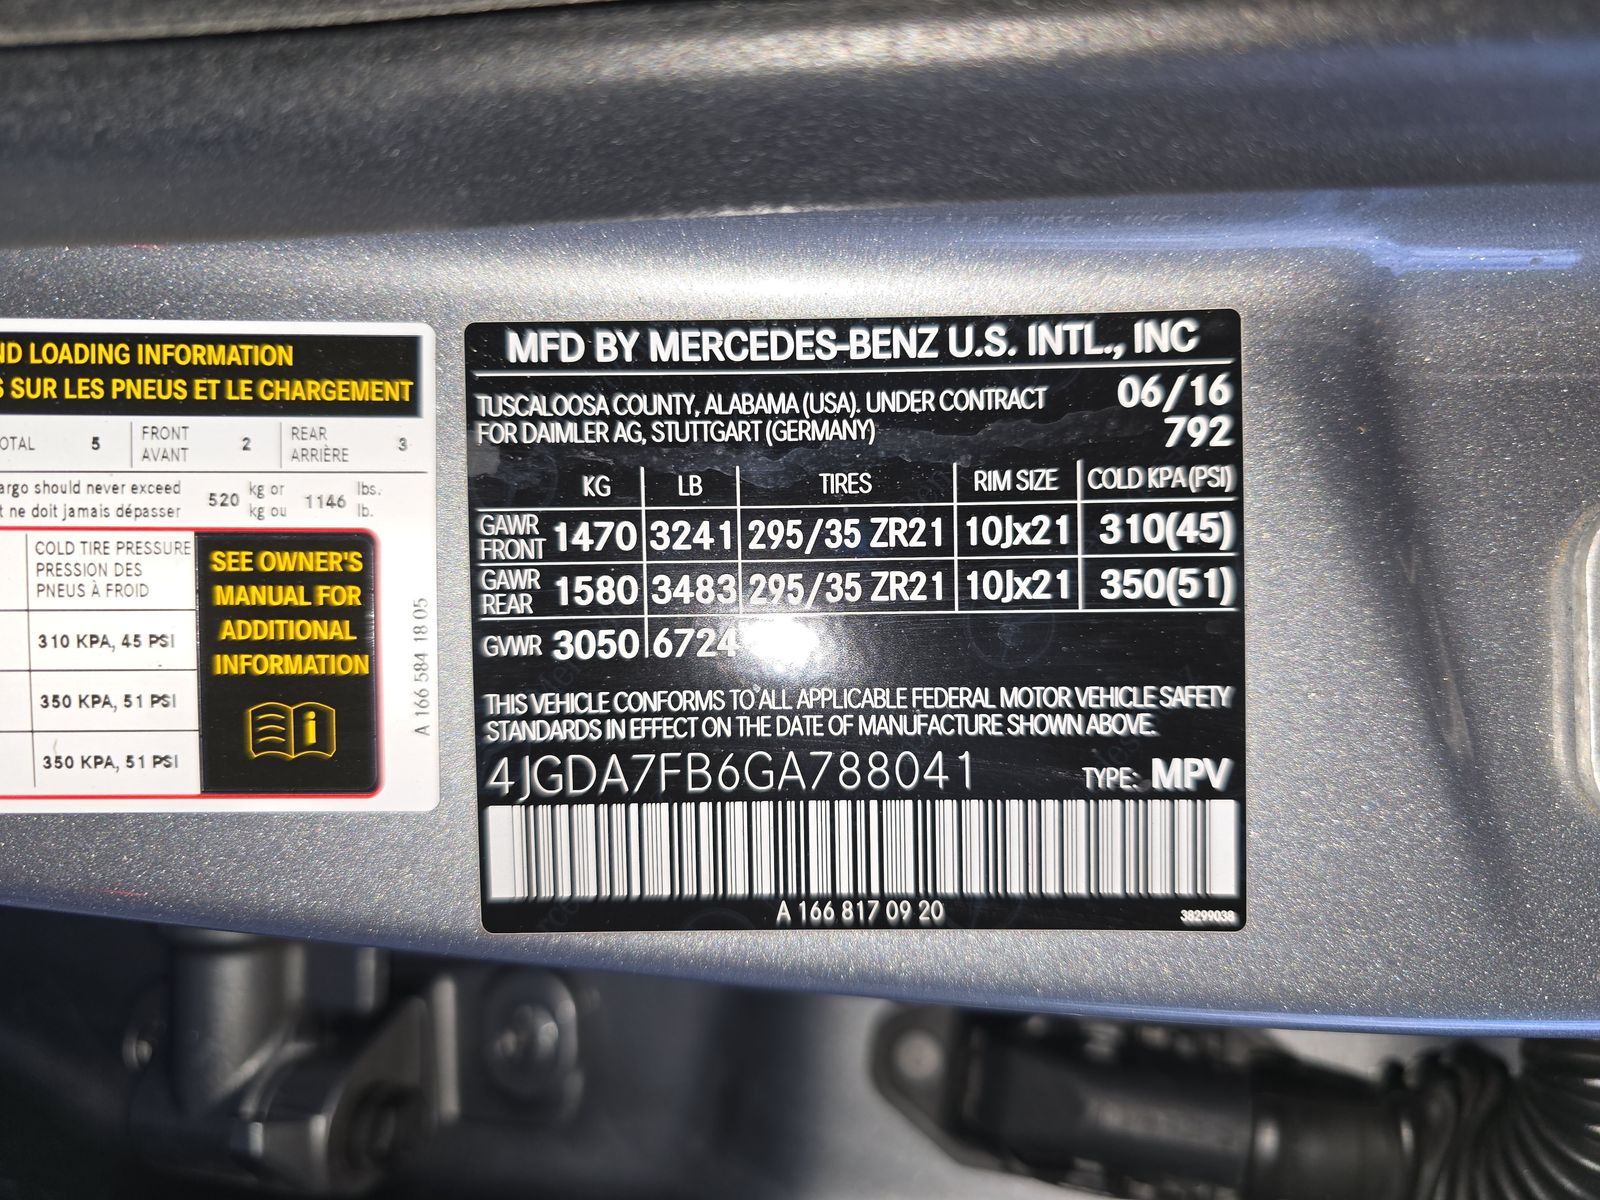 ND LOADING INFORMATION
SUR LES PNEUS ET LE CHARGEMENT
OTAL 5 FRONT AVANT 2 REAR ARRIÈRE 3
argo should never exceed 520 kg or 1146 lbs.
t ne doit jamais dépasser kg ou lb.
COLD TIRE PRESSURE
PRESSION DES
PNEUS À FROID
310 KPA, 45 PSI
350 KPA, 51 PSI
350 KPA, 51 PSI
SEE OWNER'S
MANUAL FOR
ADDITIONAL
INFORMATION
i
A 166 584 18 05
MFD BY MERCEDES-BENZ U.S. INTL., INC
TUSCALOOSA COUNTY, ALABAMA (USA). UNDER CONTRACT 06/16
FOR DAIMLER AG, STUTTGART (GERMANY) 792
KG LB TIRES RIM SIZE COLD KPA (PSI)
GAWR FRONT 1470 3241 295/35 ZR21 10Jx21 310(45)
GAWR REAR 1580 3483 295/35 ZR21 10Jx21 350(51)
GVWR 3050 6724
THIS VEHICLE CONFORMS TO ALL APPLICABLE FEDERAL MOTOR VEHICLE SAFETY
STANDARDS IN EFFECT ON THE DATE OF MANUFACTURE SHOWN ABOVE.
4JGDA7FB6GA788041 TYPE: MPV
A 166 817 09 20
38299038